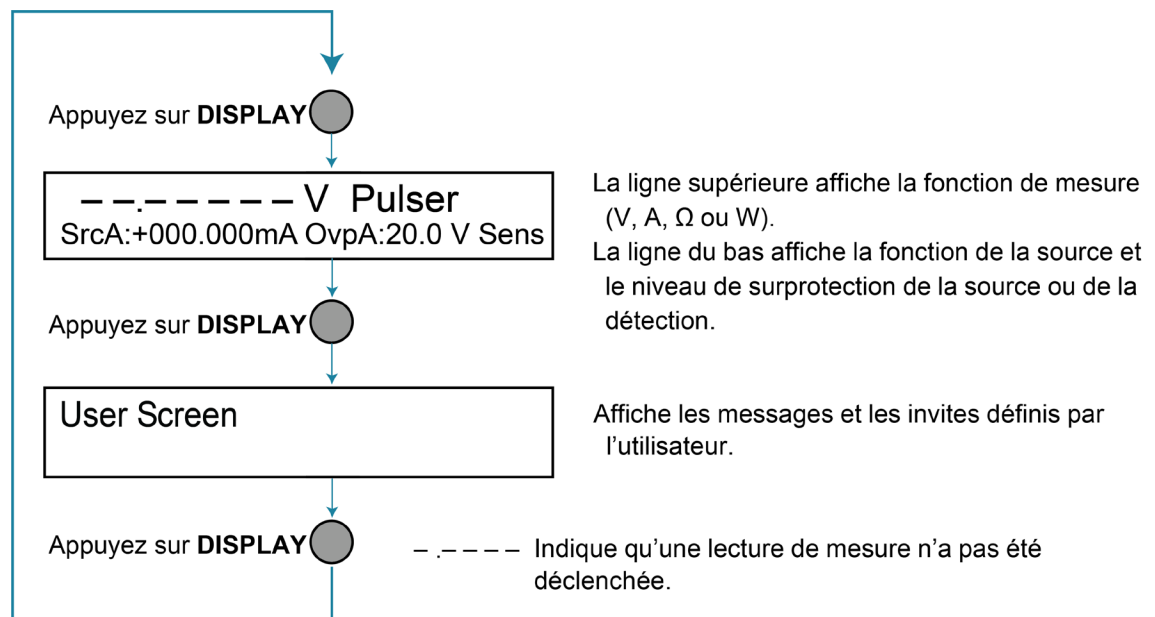 Appuyez sur DISPLAY
– –.– – – – – V Pulser
SrcA:+000.000mA OvpA:20.0 V Sens
La ligne supérieure affiche la fonction de mesure
(V, A, Ω ou W).
La ligne du bas affiche la fonction de la source et
le niveau de surprotection de la source ou de la
détection.
Appuyez sur DISPLAY
User Screen
Affiche les messages et les invites définis par
l’utilisateur.
Appuyez sur DISPLAY
– .– – – – Indique qu’une lecture de mesure n’a pas été
déclenchée.